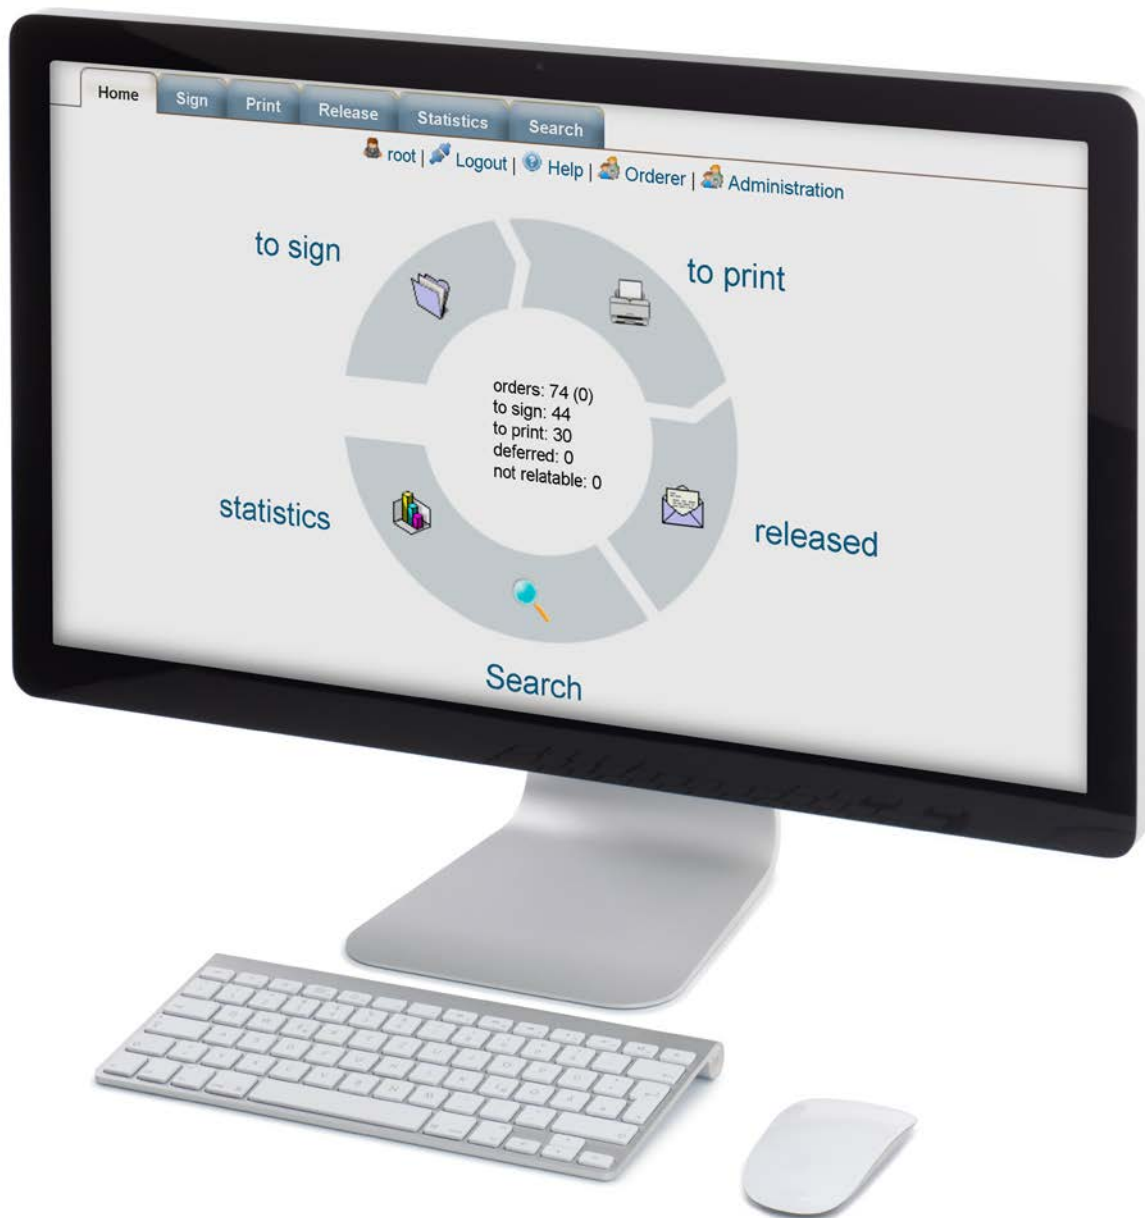 Home Sign Print Release Statistics Search
root | Logout | Help | Orderer | Administration
to sign
to print
orders: 74 (0)
to sign: 44
to print: 30
deferred: 0
not relatable: 0
statistics
released
Search